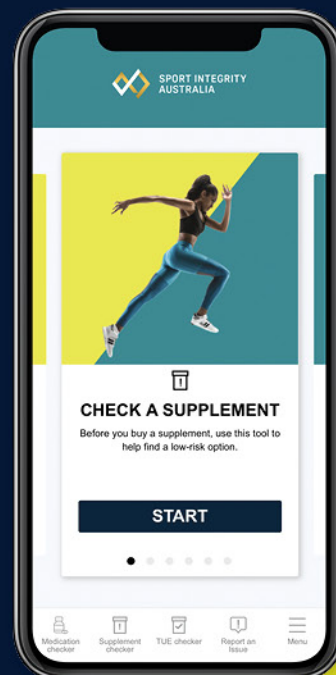 SPORT INTEGRITY
AUSTRALIA
CHECK A SUPPLEMENT
Before you buy a supplement, use this tool to
help find a low-risk option.
START
Medication
checker
Supplement
checker
TUE checker
Report an
Issue
Menu